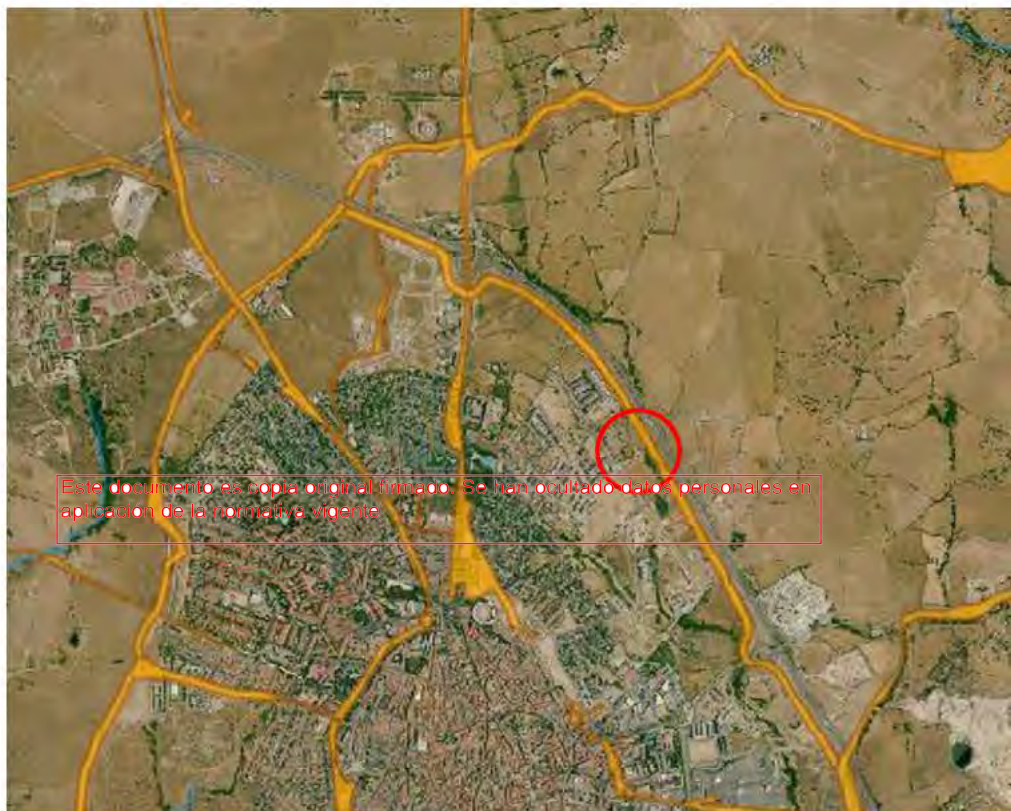 Este documento es copia original firmado. Se han ocultado datos personales en
aplicación de la normativa vigente